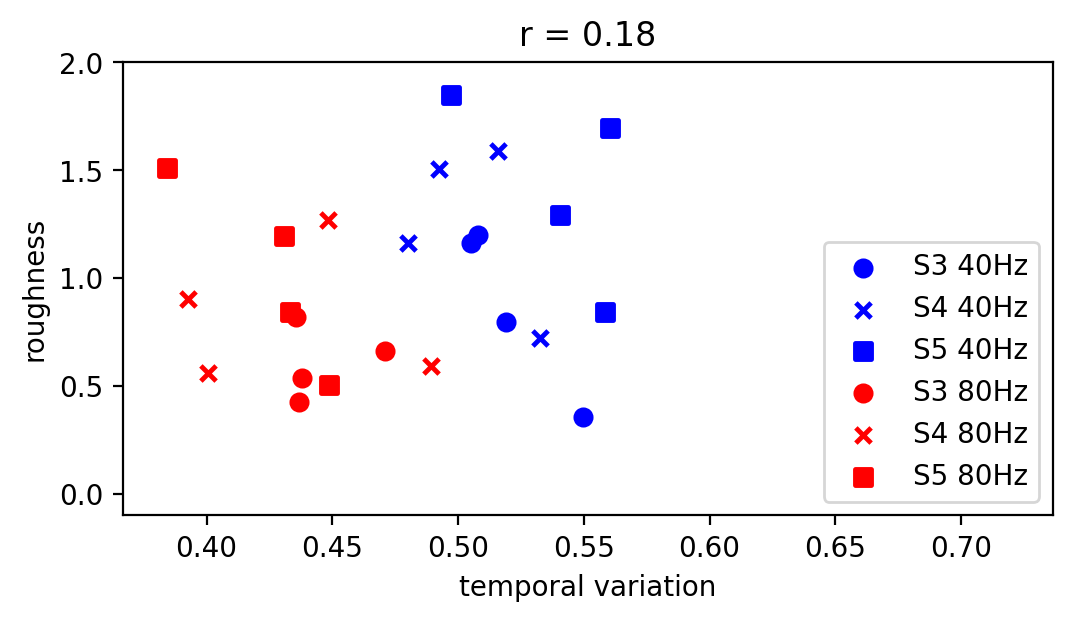 r = 0.18
2.0
1.5
1.0
0.5
0.0
roughness
S3 40Hz
S4 40Hz
S5 40Hz
S3 80Hz
S4 80Hz
S5 80Hz
0.40 0.45 0.50 0.55 0.60 0.65 0.70
temporal variation